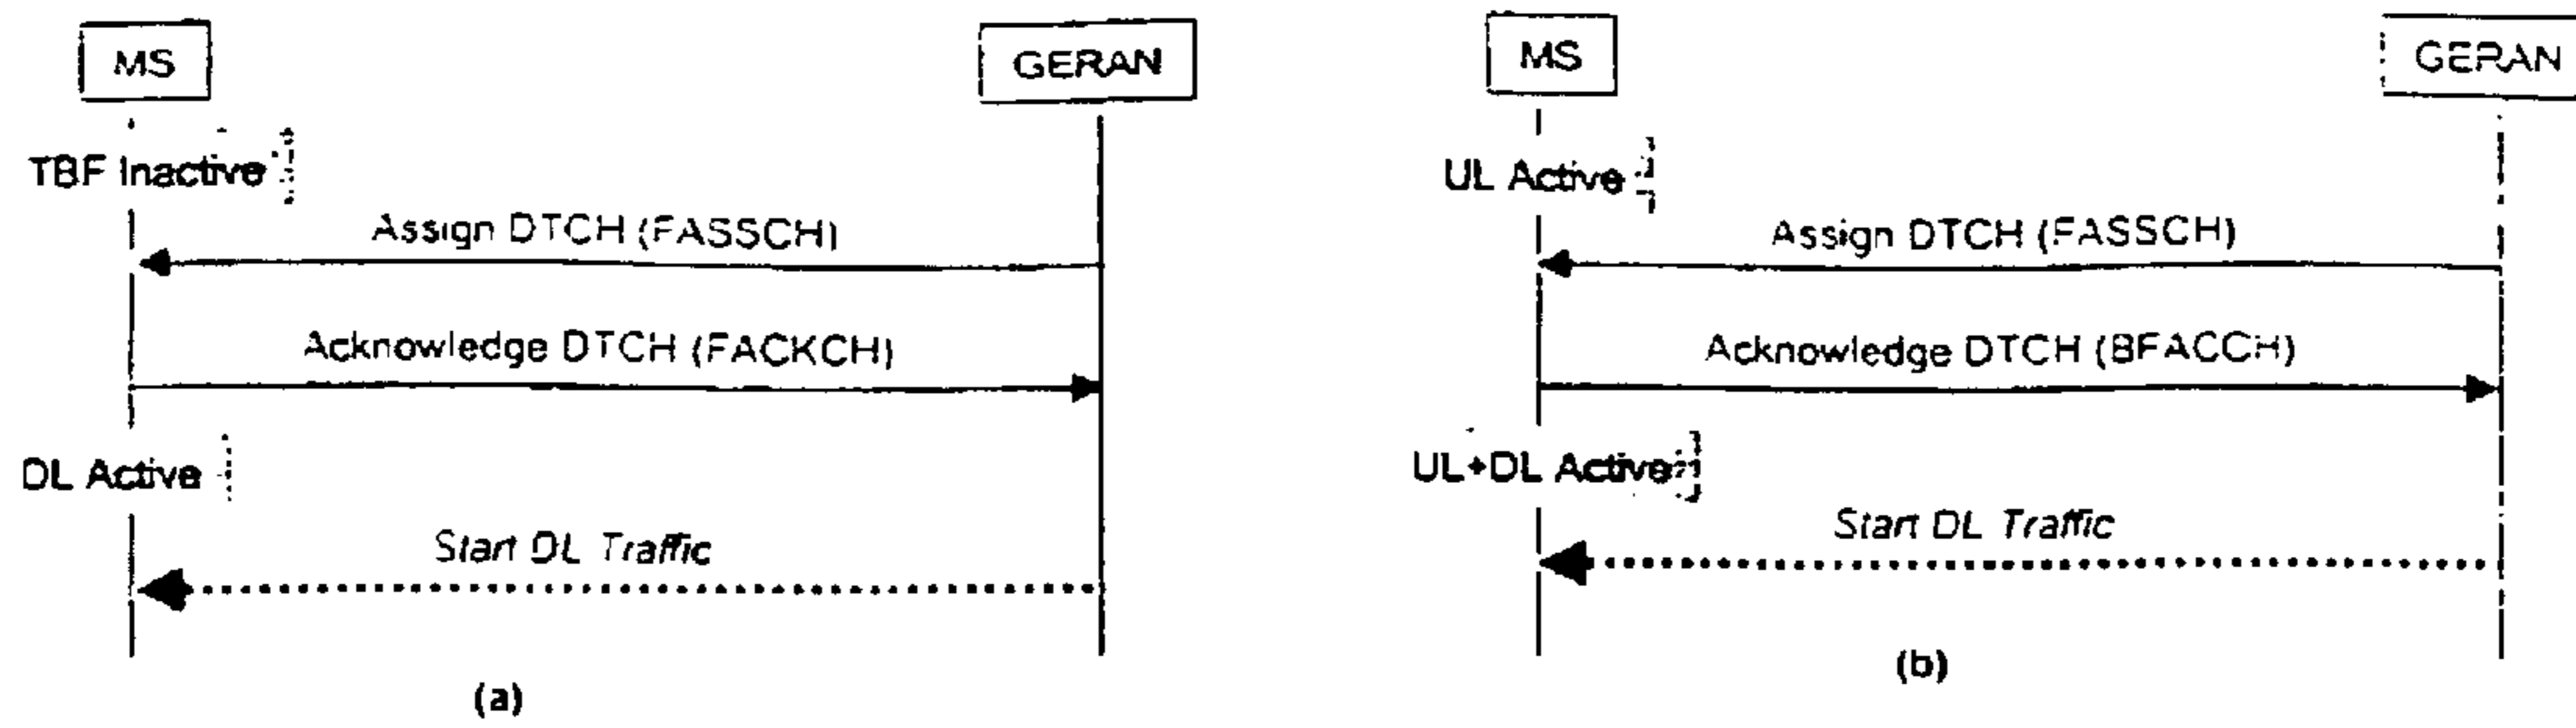 MS
GERAN
TBF Inactive
Assign DTCH (FASSCH)
Acknowledge DTCH (FACKCH)
DL Active
Start DL Traffic
(a)
MS
GERAN
UL Active
Assign DTCH (FASSCH)
Acknowledge DTCH (BFACCH)
UL+DL Active
Start DL Traffic
(b)